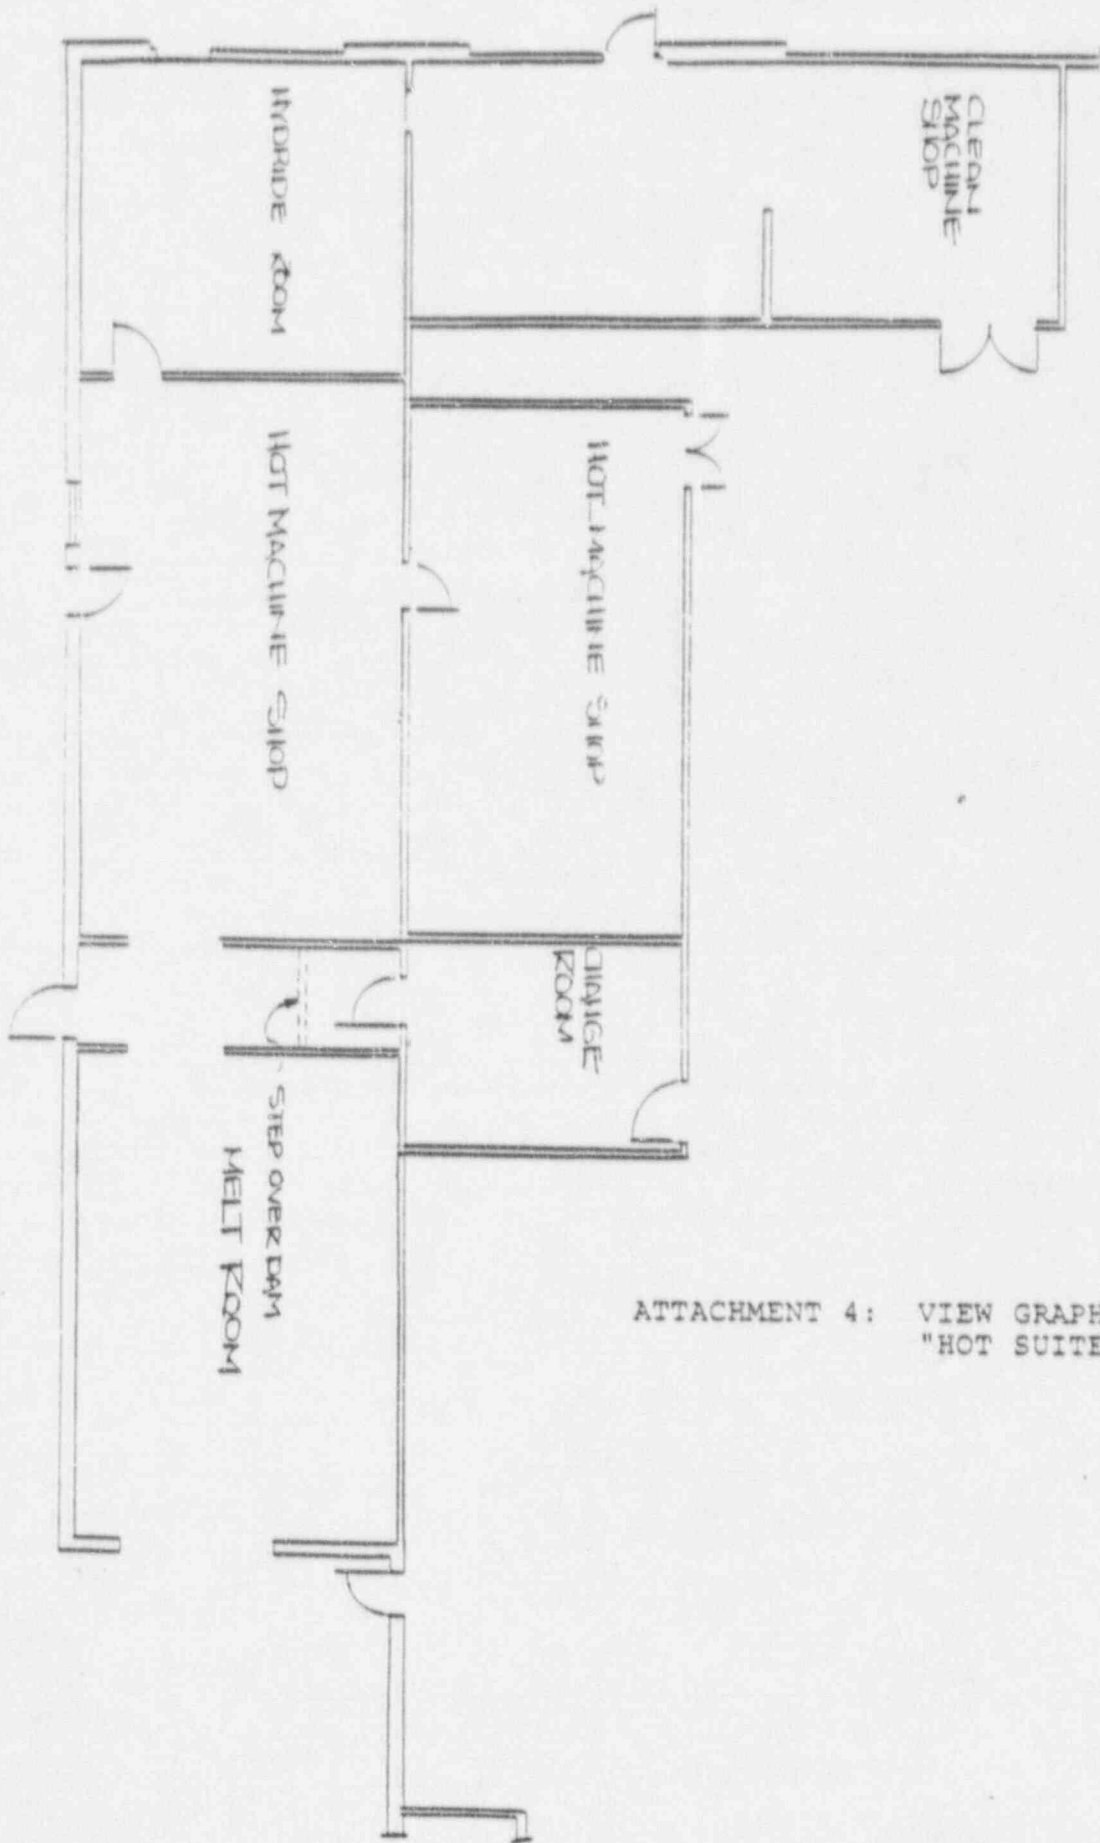 CLEAN
MACHINE
SHOP
HYDRIDE ROOM
HOT MACHINE SHOP
HOT MACHINE SHOP
CHANGE
ROOM
STEP OVER DAM
MELT ROOM
ATTACHMENT 4: VIEW GRAPH
"HOT SUITE